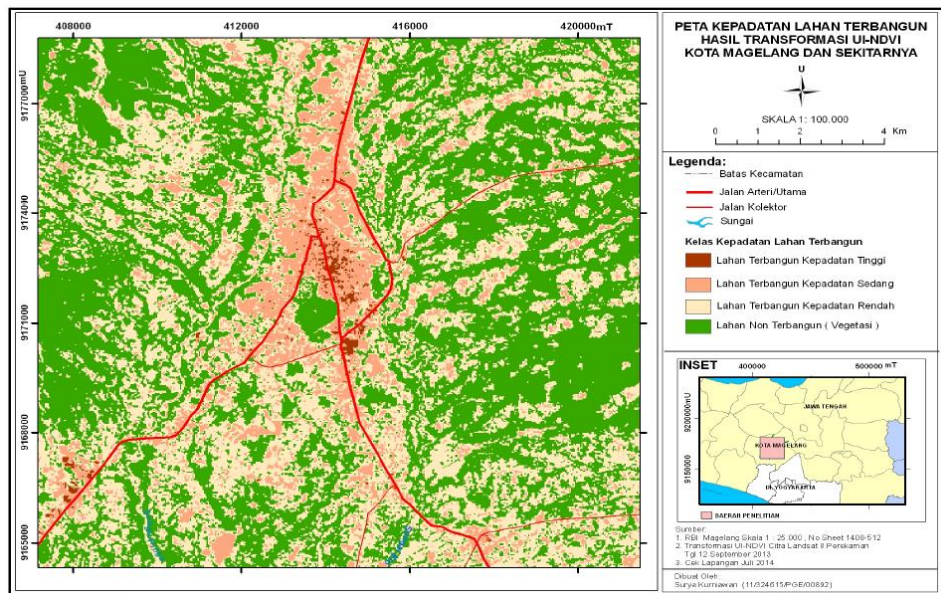 408000 412000 416000 420000mT
9177000mU
9174000
9171000
9168000
9165000
PETA KEPADATAN LAHAN TERBANGUN
HASIL TRANSFORMASI UI-NDVI
KOTA MAGELANG DAN SEKITARNYA
U
SKALA 1: 100.000
0 2 4 Km
Legenda:
Batas Kecamatan
Jalan Arteri/Utama
Jalan Kolektor
Sungai
Kelas Kepadatan Lahan Terbangun
Lahan Terbangun Kepadatan Tinggi
Lahan Terbangun Kepadatan Sedang
Lahan Terbangun Kepadatan Rendah
Lahan Non Terbangun ( Vegetasi )
INSET
400000 500000 mT
9200000mU
9150000
JAWA TENGAH
KOTA MAGELANG
DI. YOGYAKARTA
DAERAH PENELITIAN
Sumber:
1. RBI Magelang Skala 1 : 25.000 , No Sheet 1408-512
2. Transformasi UI-NDVI Citra Landsat 8 Perekaman
Tgl 12 September 2013
3. Cek Lapangan Juli 2014
Dibuat Oleh:
Surya Kurniawan (11/324615/PGE/00892)